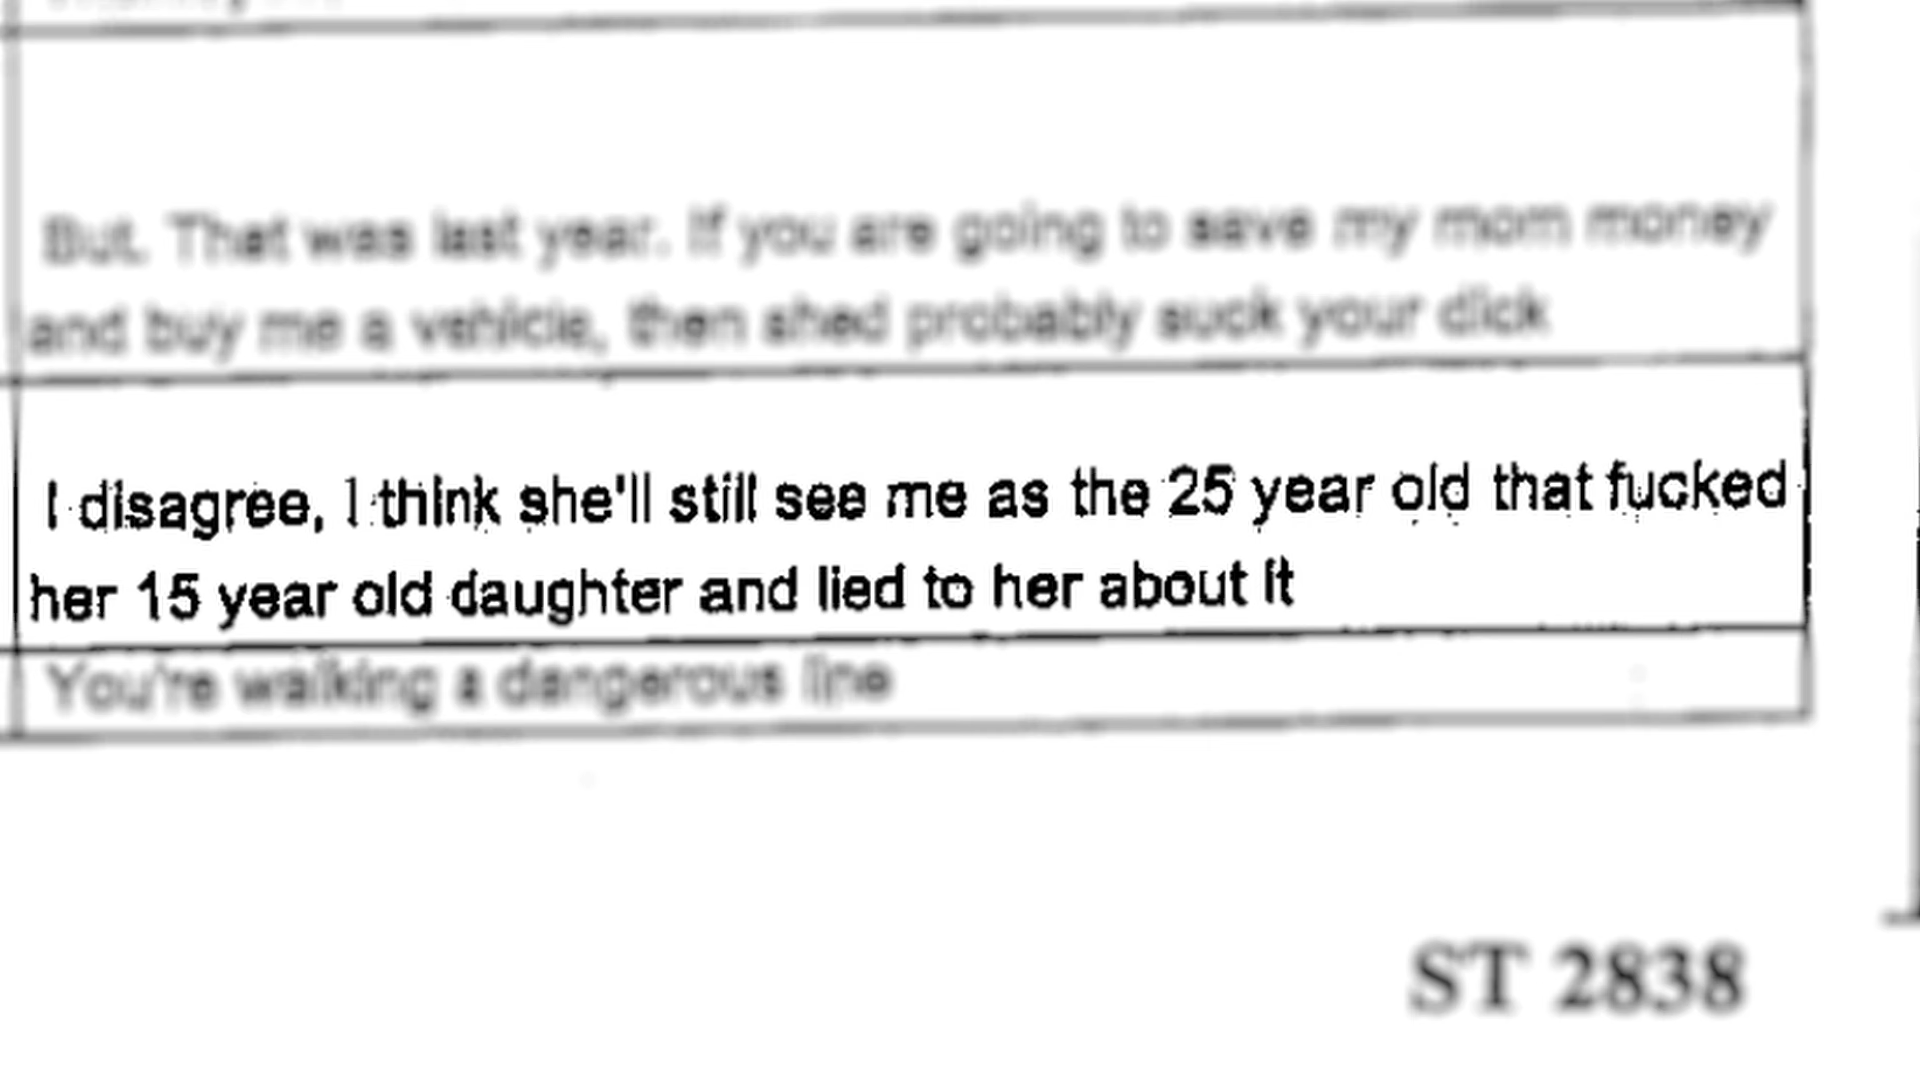 But. That was last year. If you are going to save my mom money
and buy me a vehicle, then shed probably suck your dick
I disagree, I think she'll still see me as the 25 year old that fucked
her 15 year old daughter and lied to her about it
You're walking a dangerous line
ST 2838